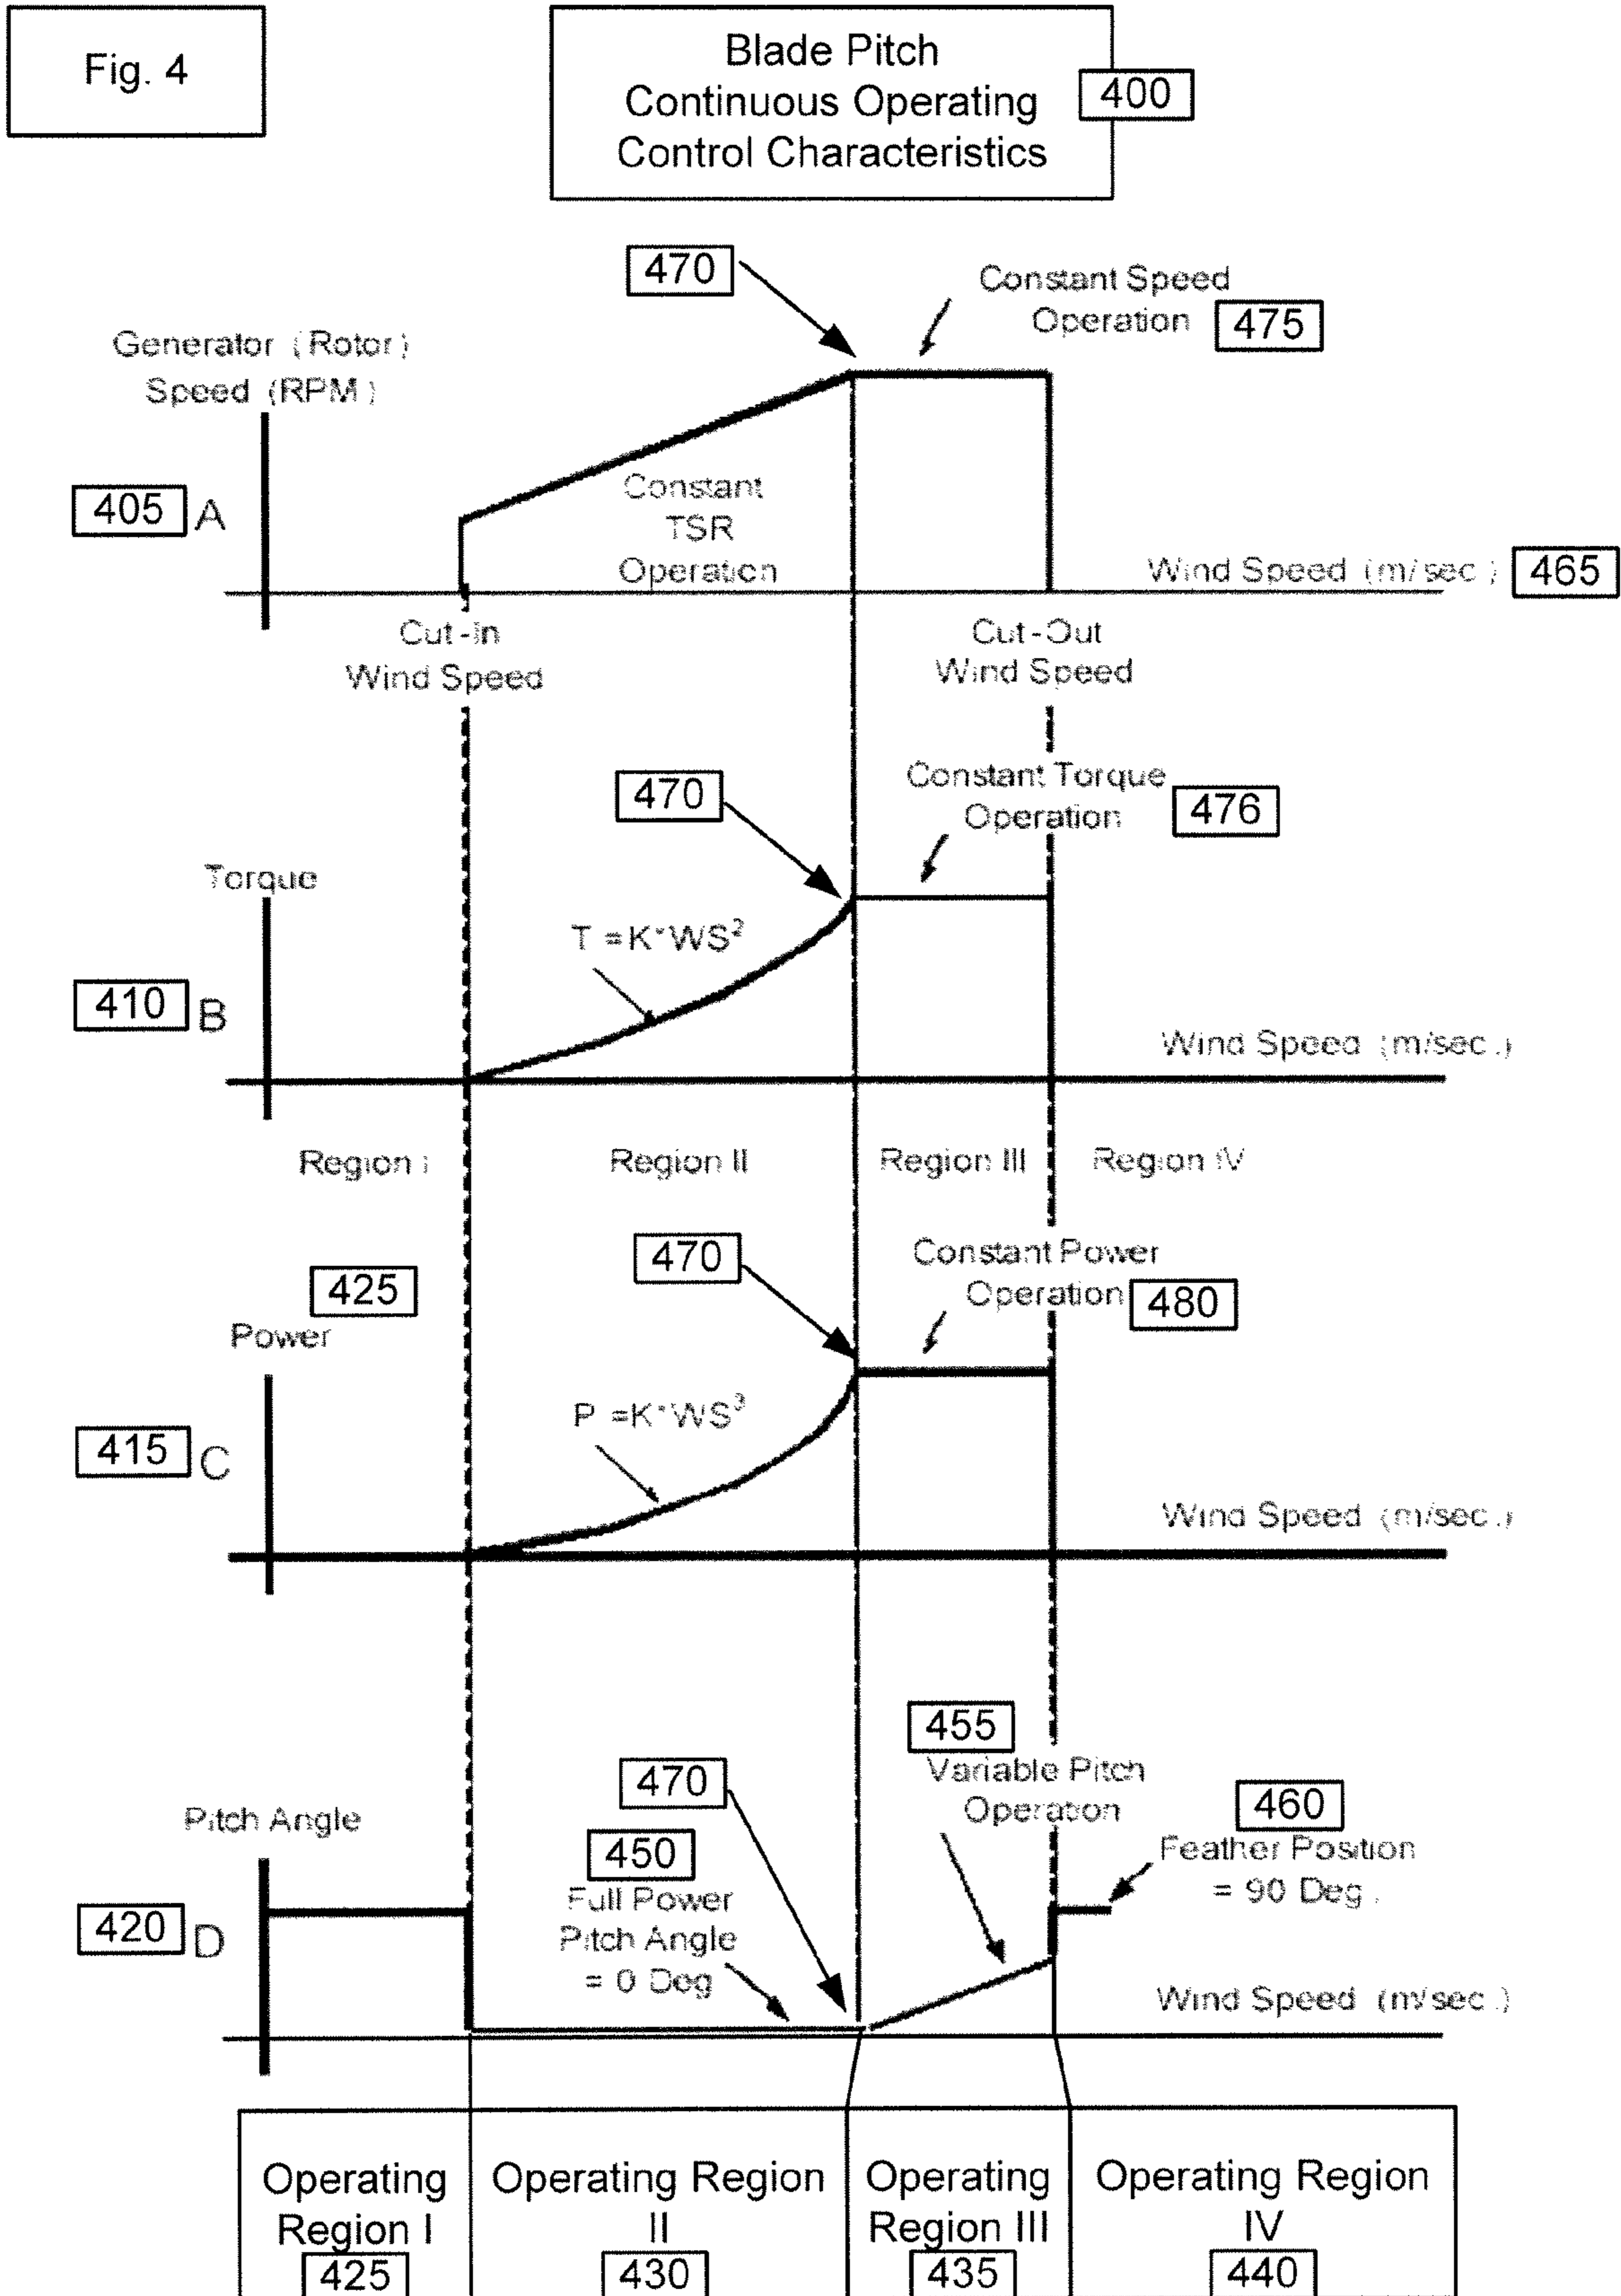 Fig. 4
Blade Pitch
Continuous Operating
Control Characteristics
400
470
Constant Speed
Operation
475
Generator (Rotor)
Speed (RPM)
405
A
Constant
TSR
Operation
Wind Speed (m/sec.)
465
Cut-In
Wind Speed
Cut-Out
Wind Speed
470
Constant Torque
Operation
476
Torque
T =K*WS²
410
B
Wind Speed (m/sec.)
Region I
Region II
Region III
Region IV
470
Constant Power
Operation
480
425
Power
P =K*WS³
415
C
Wind Speed (m/sec.)
455
Variable Pitch
Operation
470
460
Feather Position
= 90 Deg.
Pitch Angle
450
Full Power
Pitch Angle
= 0 Deg
420
D
Wind Speed (m/sec.)
Operating
Region I
425
Operating Region
II
430
Operating
Region III
435
Operating Region
IV
440